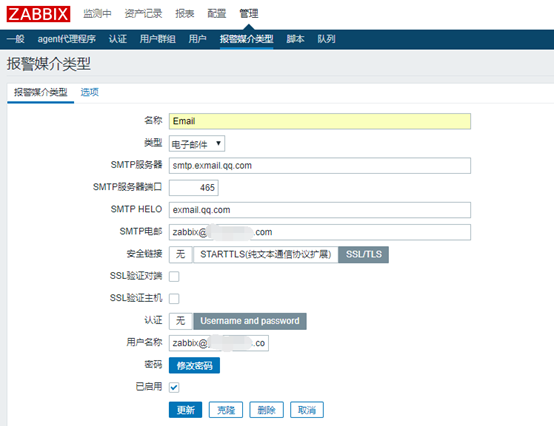 ZABBIX 监测中 资产记录 报表 配置 管理
一般 agent代理程序 认证 用户群组 用户 报警媒介类型 脚本 队列
报警媒介类型
报警媒介类型 选项
名称 Email
类型 电子邮件
SMTP服务器 smtp.exmail.qq.com
SMTP服务器端口 465
SMTP HELO exmail.qq.com
SMTP电邮 zabbix@ .com
安全链接 无 STARTTLS(纯文本通信协议扩展) SSL/TLS
SSL验证对端
SSL验证主机
认证 无 Username and password
用户名称 zabbix@ .co
密码 修改密码
已启用
更新 克隆 删除 取消